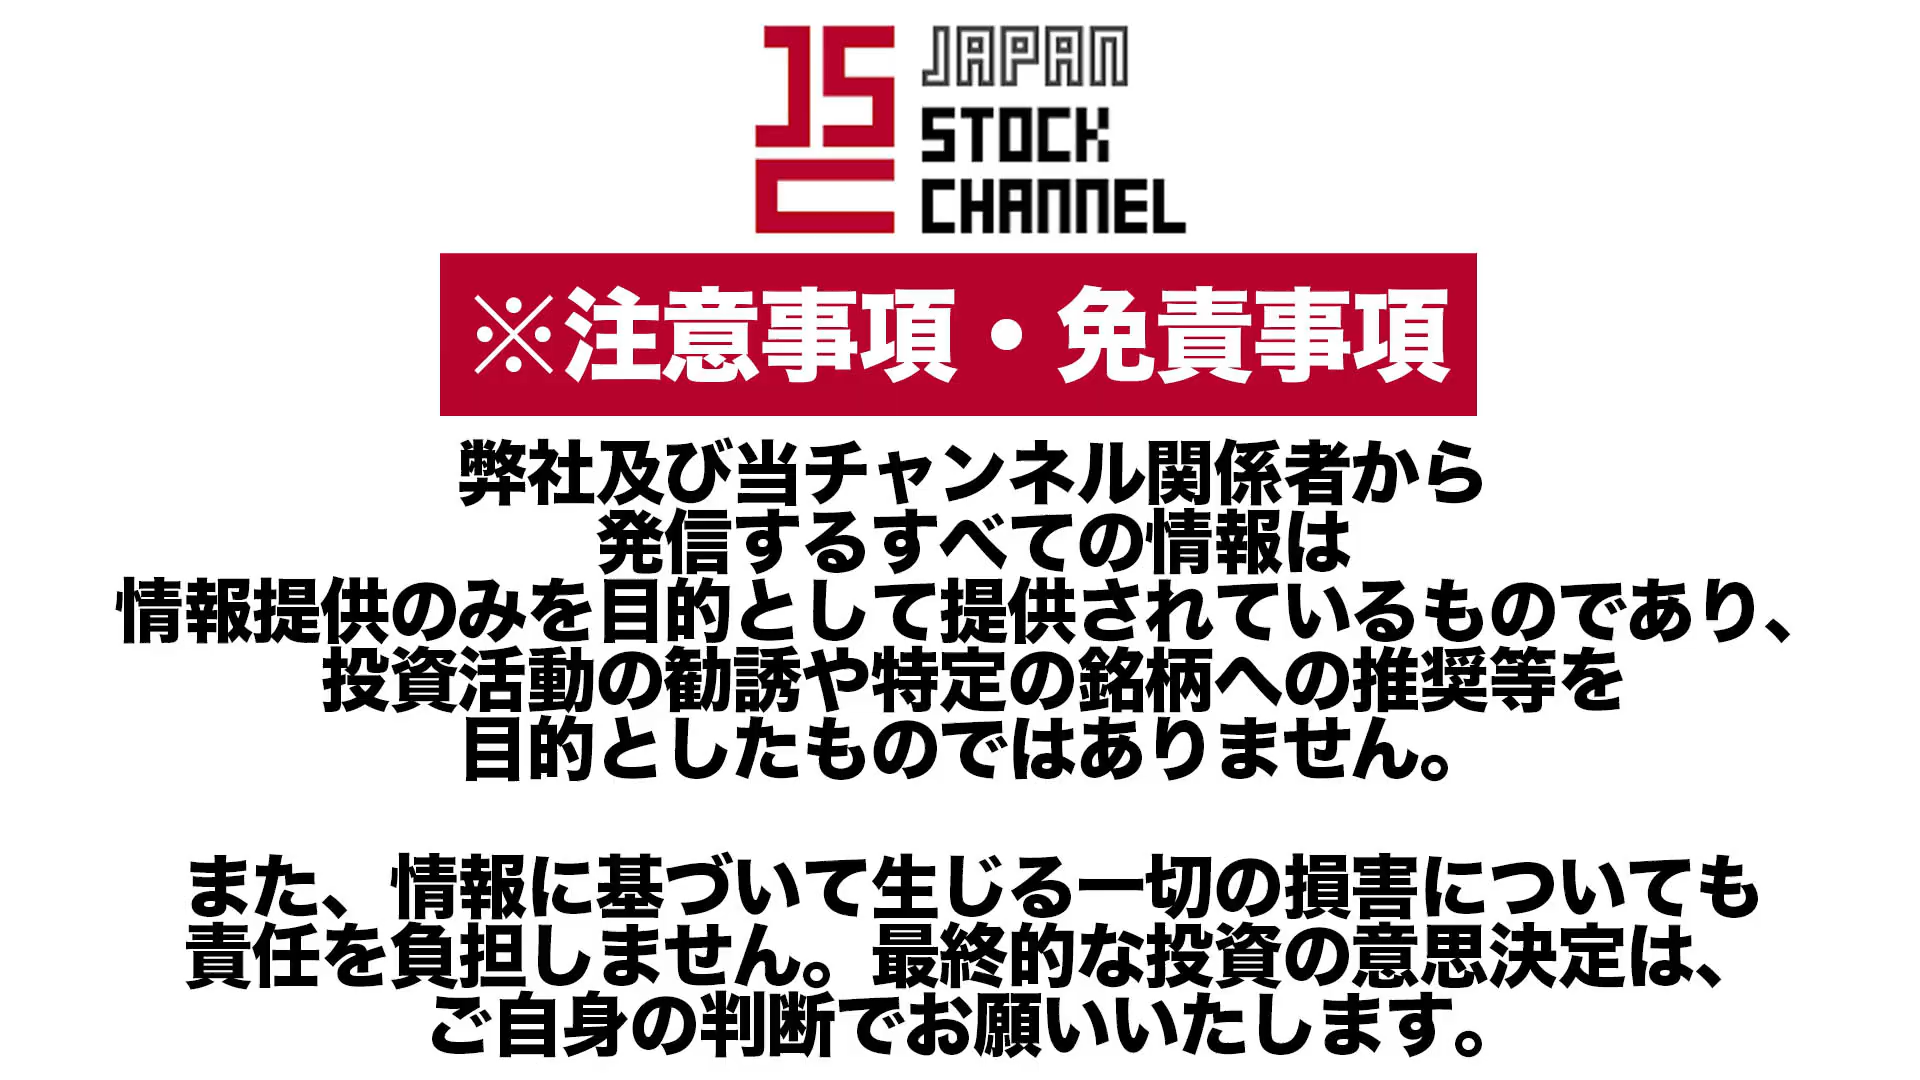 JSC
JAPAN
STOCK
CHANNEL
※注意事項・免責事項
弊社及び当チャンネル関係者から
発信するすべての情報は
情報提供のみを目的として提供されているものであり、
投資活動の勧誘や特定の銘柄への推奨等を
目的としたものではありません。
また、情報に基づいて生じる一切の損害についても
責任を負担しません。最終的な投資の意思決定は、
ご自身の判断でお願いいたします。